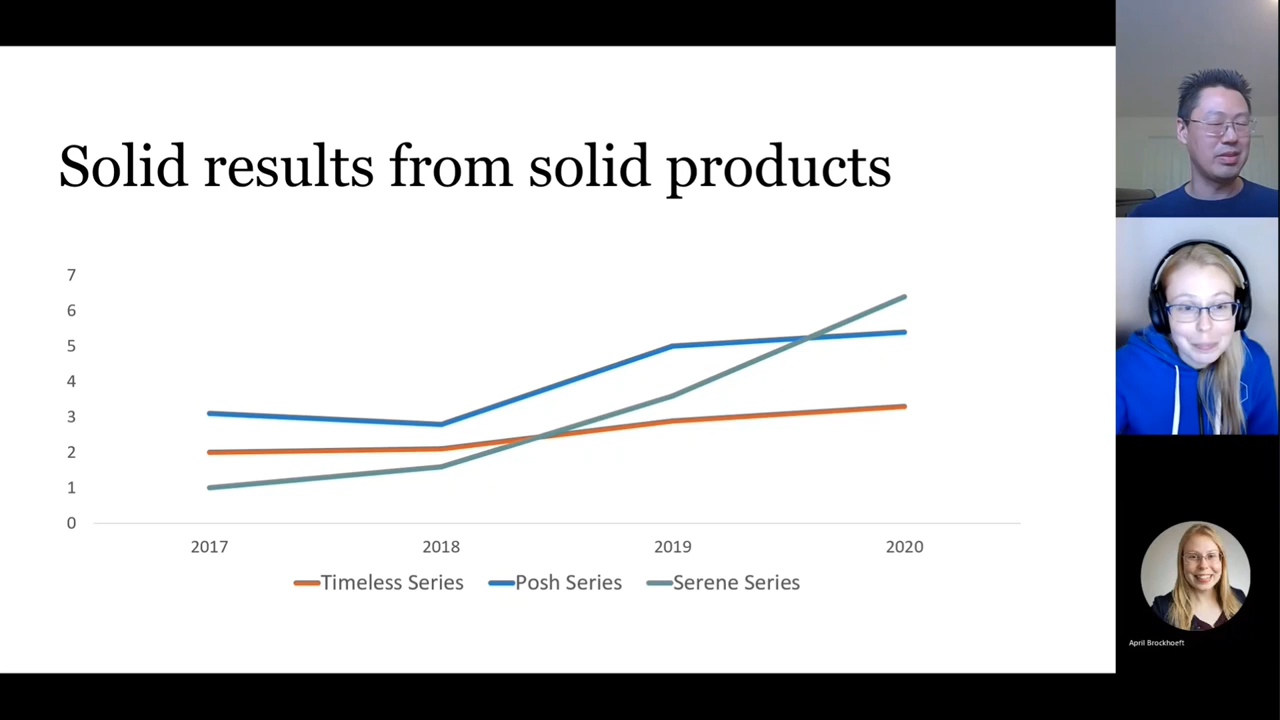 Solid results from solid products
7
6
5
4
3
2
1
0
2017 2018 2019 2020
Timeless Series Posh Series Serene Series
April Brockhoeft